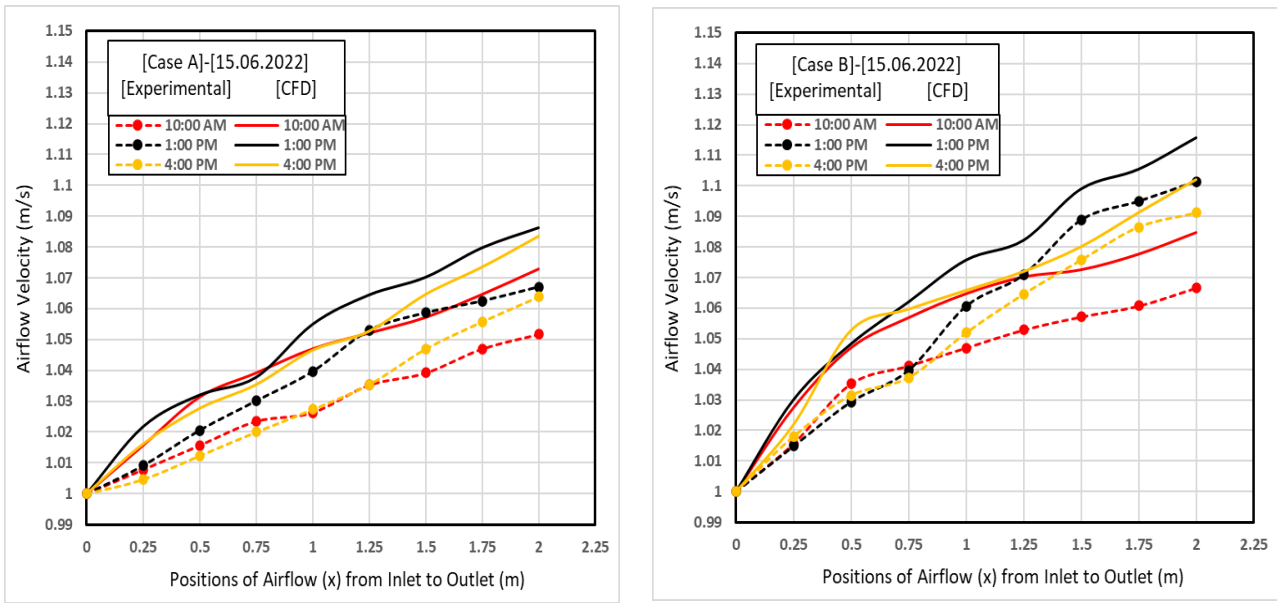 1.15
1.14
1.13
1.12
1.11
1.1
1.09
1.08
1.07
1.06
1.05
1.04
1.03
1.02
1.01
1
0.99
Airflow Velocity (m/s)
[Case A]-[15.06.2022]
[Experimental] [CFD]
10:00 AM 10:00 AM
1:00 PM 1:00 PM
4:00 PM 4:00 PM
0 0.25 0.5 0.75 1 1.25 1.5 1.75 2 2.25
Positions of Airflow (x) from Inlet to Outlet (m)
1.15
1.14
1.13
1.12
1.11
1.1
1.09
1.08
1.07
1.06
1.05
1.04
1.03
1.02
1.01
1
0.99
Airflow Velocity (m/s)
[Case B]-[15.06.2022]
[Experimental] [CFD]
10:00 AM 10:00 AM
1:00 PM 1:00 PM
4:00 PM 4:00 PM
0 0.25 0.5 0.75 1 1.25 1.5 1.75 2 2.25
Positions of Airflow (x) from Inlet to Outlet (m)